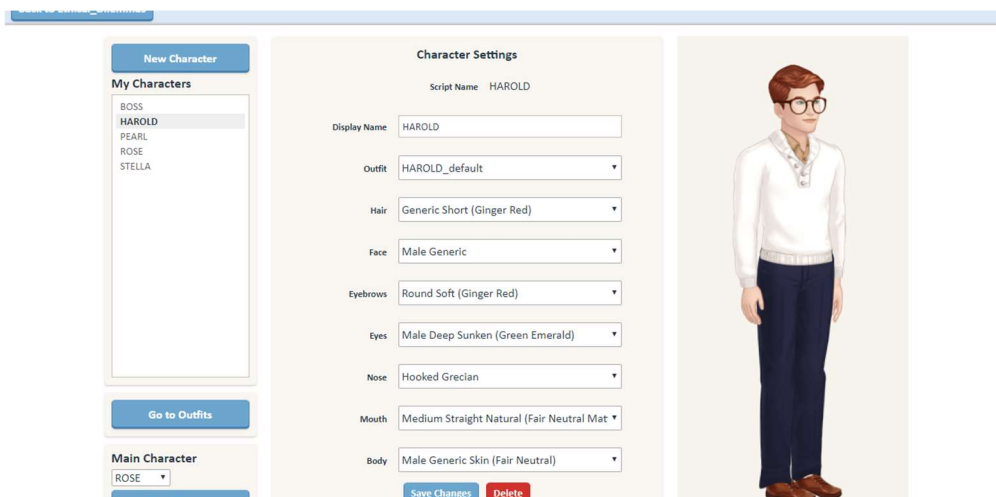 New Character
My Characters
BOSS
HAROLD
PEARL
ROSE
STELLA
Go to Outfits
Main Character
ROSE
Character Settings
Script Name HAROLD
Display Name HAROLD
Outfit HAROLD_default
Hair Generic Short (Ginger Red)
Face Male Generic
Eyebrows Round Soft (Ginger Red)
Eyes Male Deep Sunken (Green Emerald)
Nose Hooked Grecian
Mouth Medium Straight Natural (Fair Neutral Mat
Body Male Generic Skin (Fair Neutral)
Save Changes Delete